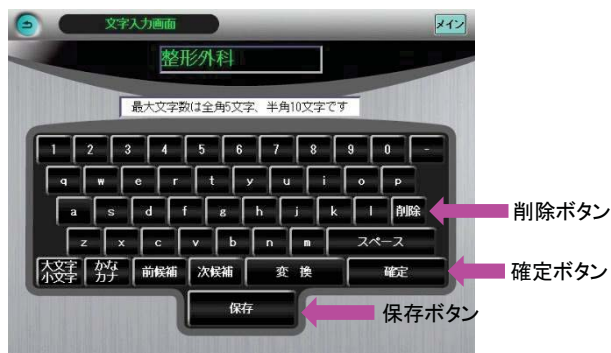 文字入力画面
メイン
整形外科
最大文字数は全角5文字、半角10文字です
1 2 3 4 5 6 7 8 9 0 -
q w e r t y u i o p
a s d f g h j k l 削除
削除ボタン
z x c v b n m スペース
大文字 小文字 かな カナ 前候補 次候補 変 換 確定
確定ボタン
保存
保存ボタン